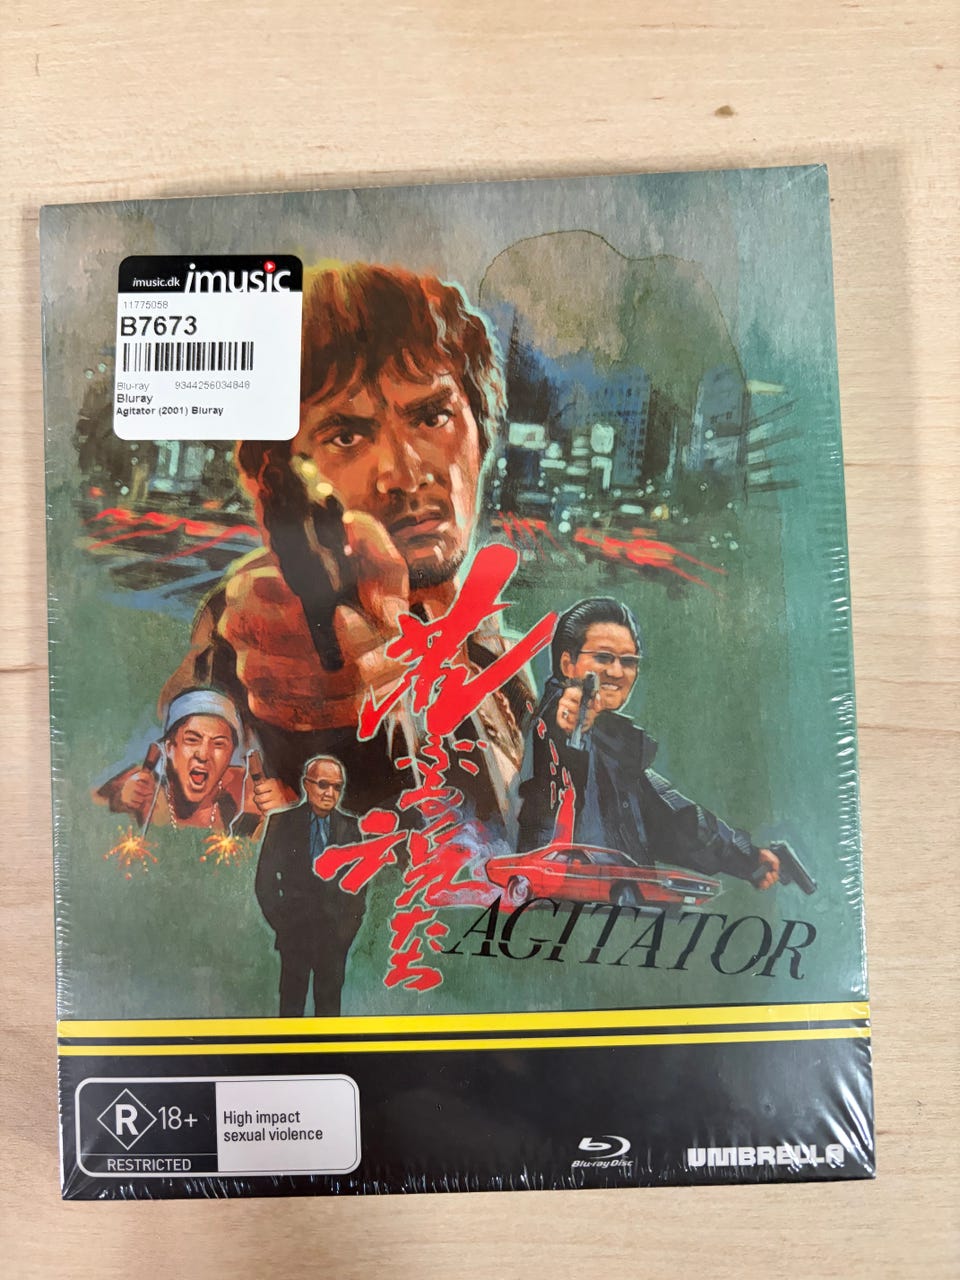 imusic.dk imusic
11775058
B7673
Blu-ray 9344256034848
Bluray
Agitator (2001) Bluray
荒ぶる魂たち
AGITATOR
R 18+
RESTRICTED
High impact
sexual violence
Blu-ray Disc
UMBRELLA